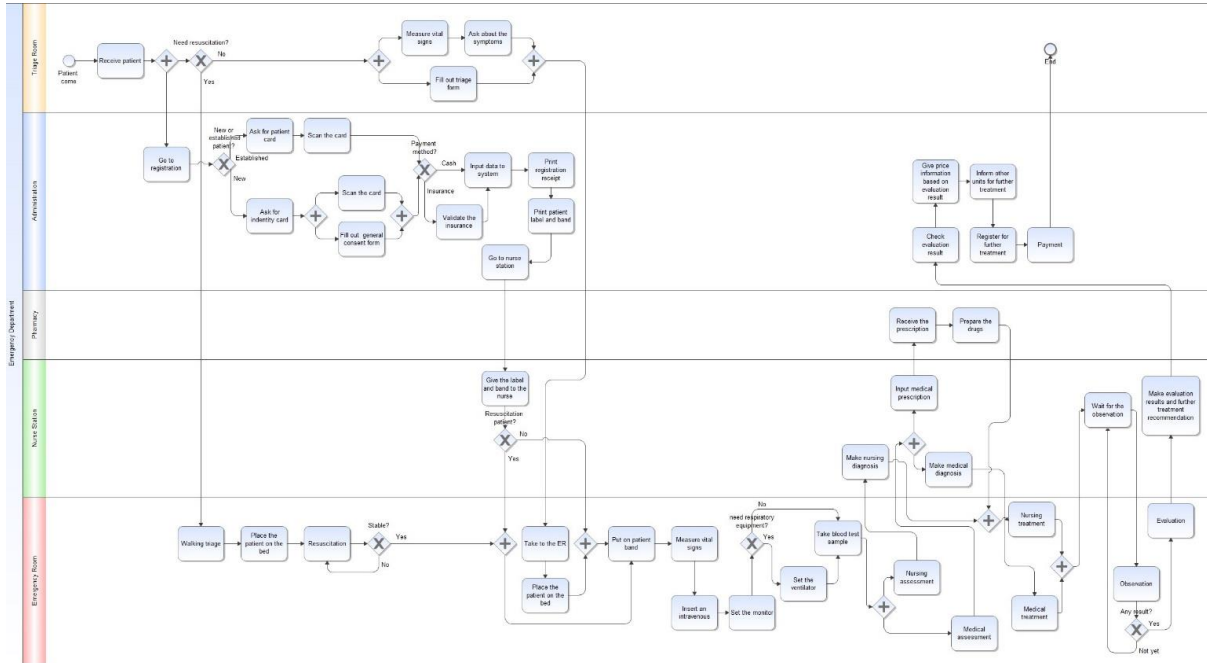 Emergency Department
Triage Room
Patient
come
Receive patient
Need resuscitation?
No
Yes
Measure vital
signs
Ask about the
symptoms
Fill out triage
form
End
Administration
Go to
registration
New or
established
patient?
Established
New
Ask for patient
card
Scan the card
Ask for
indentity card
Scan the card
Fill out general
consent form
Payment
method?
Cash
Insurance
Input data to
system
Validate the
insurance
Print
registration
receipt
Print patient
label and band
Go to nurse
station
Give price
information
based on
evaluation
result
Inform other
units for further
treatment
Check
evaluation
result
Register for
further
treatment
Payment
Pharmacy
Receive the
prescription
Prepare the
drugs
Nurse Station
Give the label
and band to the
nurse
Resuscitation
patient?
No
Yes
Input medical
prescription
Make nursing
diagnosis
Make medical
diagnosis
Wait for the
observation
Make evaluation
results and further
treatment
recommendation
Emergency Room
Walking triage
Place the
patient on the
bed
Resuscitation
Stable?
Yes
No
Take to the ER
Place the
patient on the
bed
Put on patient
band
Measure vital
signs
Insert an
intravenous
Set the monitor
need respiratory
equipment?
No
Yes
Set the
ventilator
Take blood test
sample
Nursing
assessment
Medical
assessment
Nursing
treatment
Medical
treatment
Observation
Any result?
Yes
Not yet
Evaluation